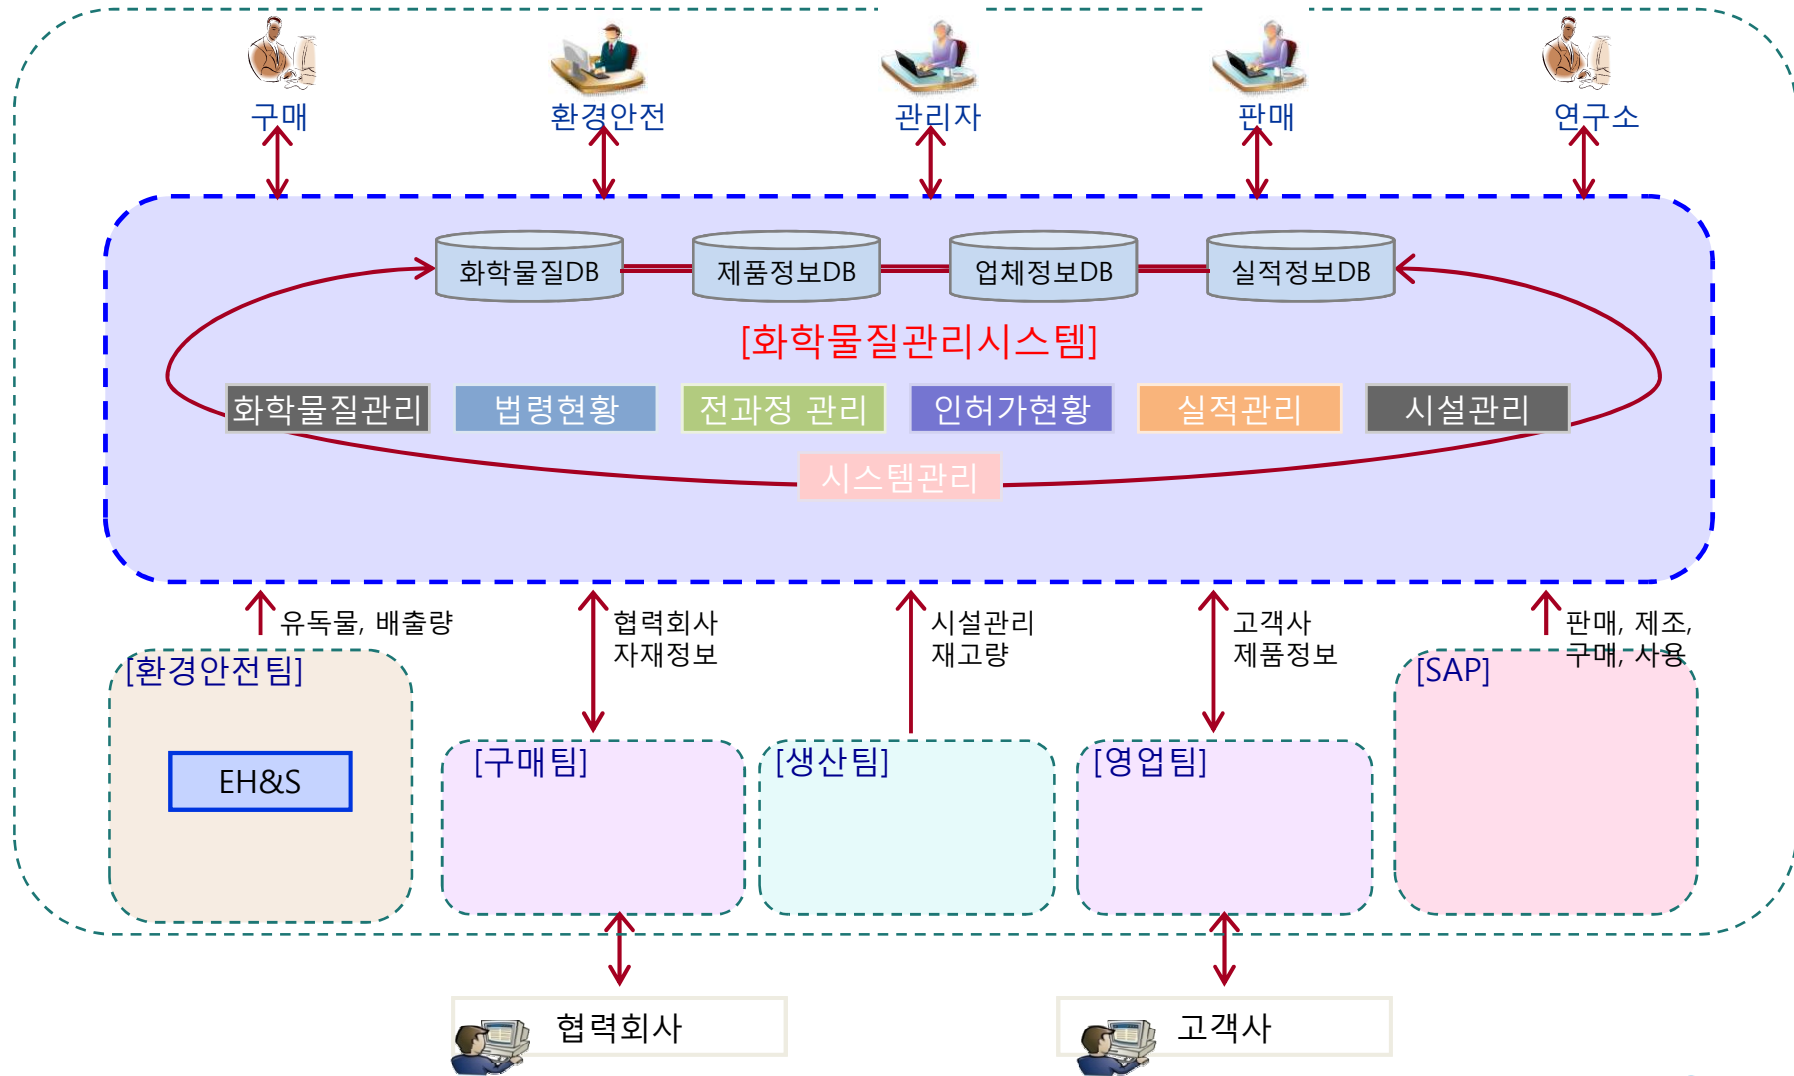 구매
환경안전
관리자
판매
연구소
화학물질DB
제품정보DB
업체정보DB
실적정보DB
[화학물질관리시스템]
화학물질관리
법령현황
전과정 관리
인허가현황
실적관리
시설관리
시스템관리
유독물, 배출량
협력회사
자재정보
시설관리
재고량
고객사
제품정보
판매, 제조,
구매, 사용
[환경안전팀]
EH&S
[구매팀]
[생산팀]
[영업팀]
[SAP]
협력회사
고객사